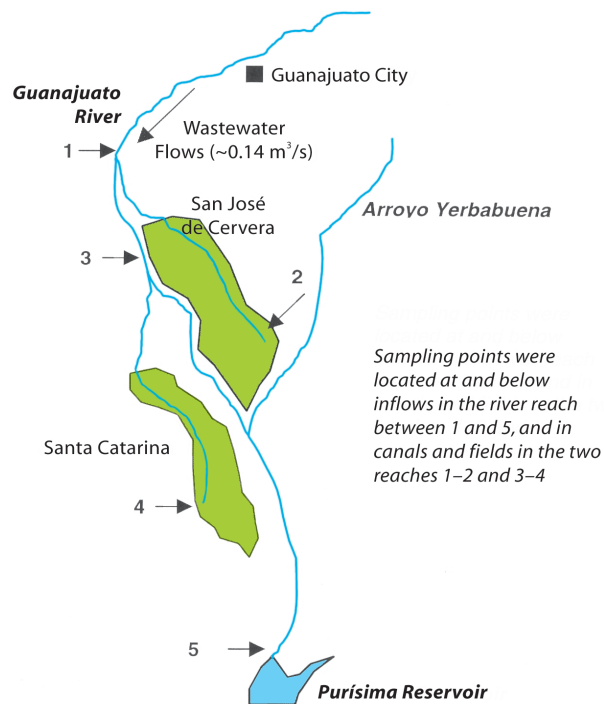 Guanajuato City
Guanajuato
River
Wastewater
Flows (~0.14 m³/s)
1
San José
de Cervera
Arroyo Yerbabuena
3
2
Sampling points were
located at and below
inflows in the river reach
between 1 and 5, and in
canals and fields in the two
reaches 1–2 and 3–4
Santa Catarina
4
5
Purísima Reservoir